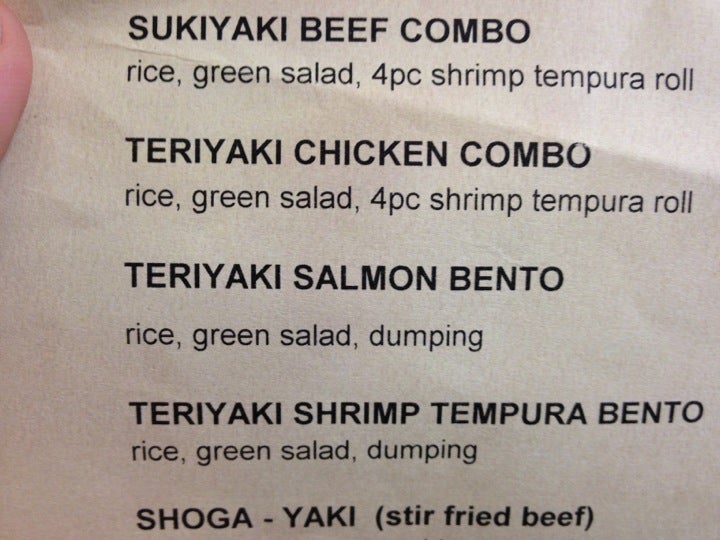 SUKIYAKI BEEF COMBO
rice, green salad, 4pc shrimp tempura roll
TERIYAKI CHICKEN COMBO
rice, green salad, 4pc shrimp tempura roll
TERIYAKI SALMON BENTO
rice, green salad, dumping
TERIYAKI SHRIMP TEMPURA BENTO
rice, green salad, dumping
SHOGA - YAKI (stir fried beef)